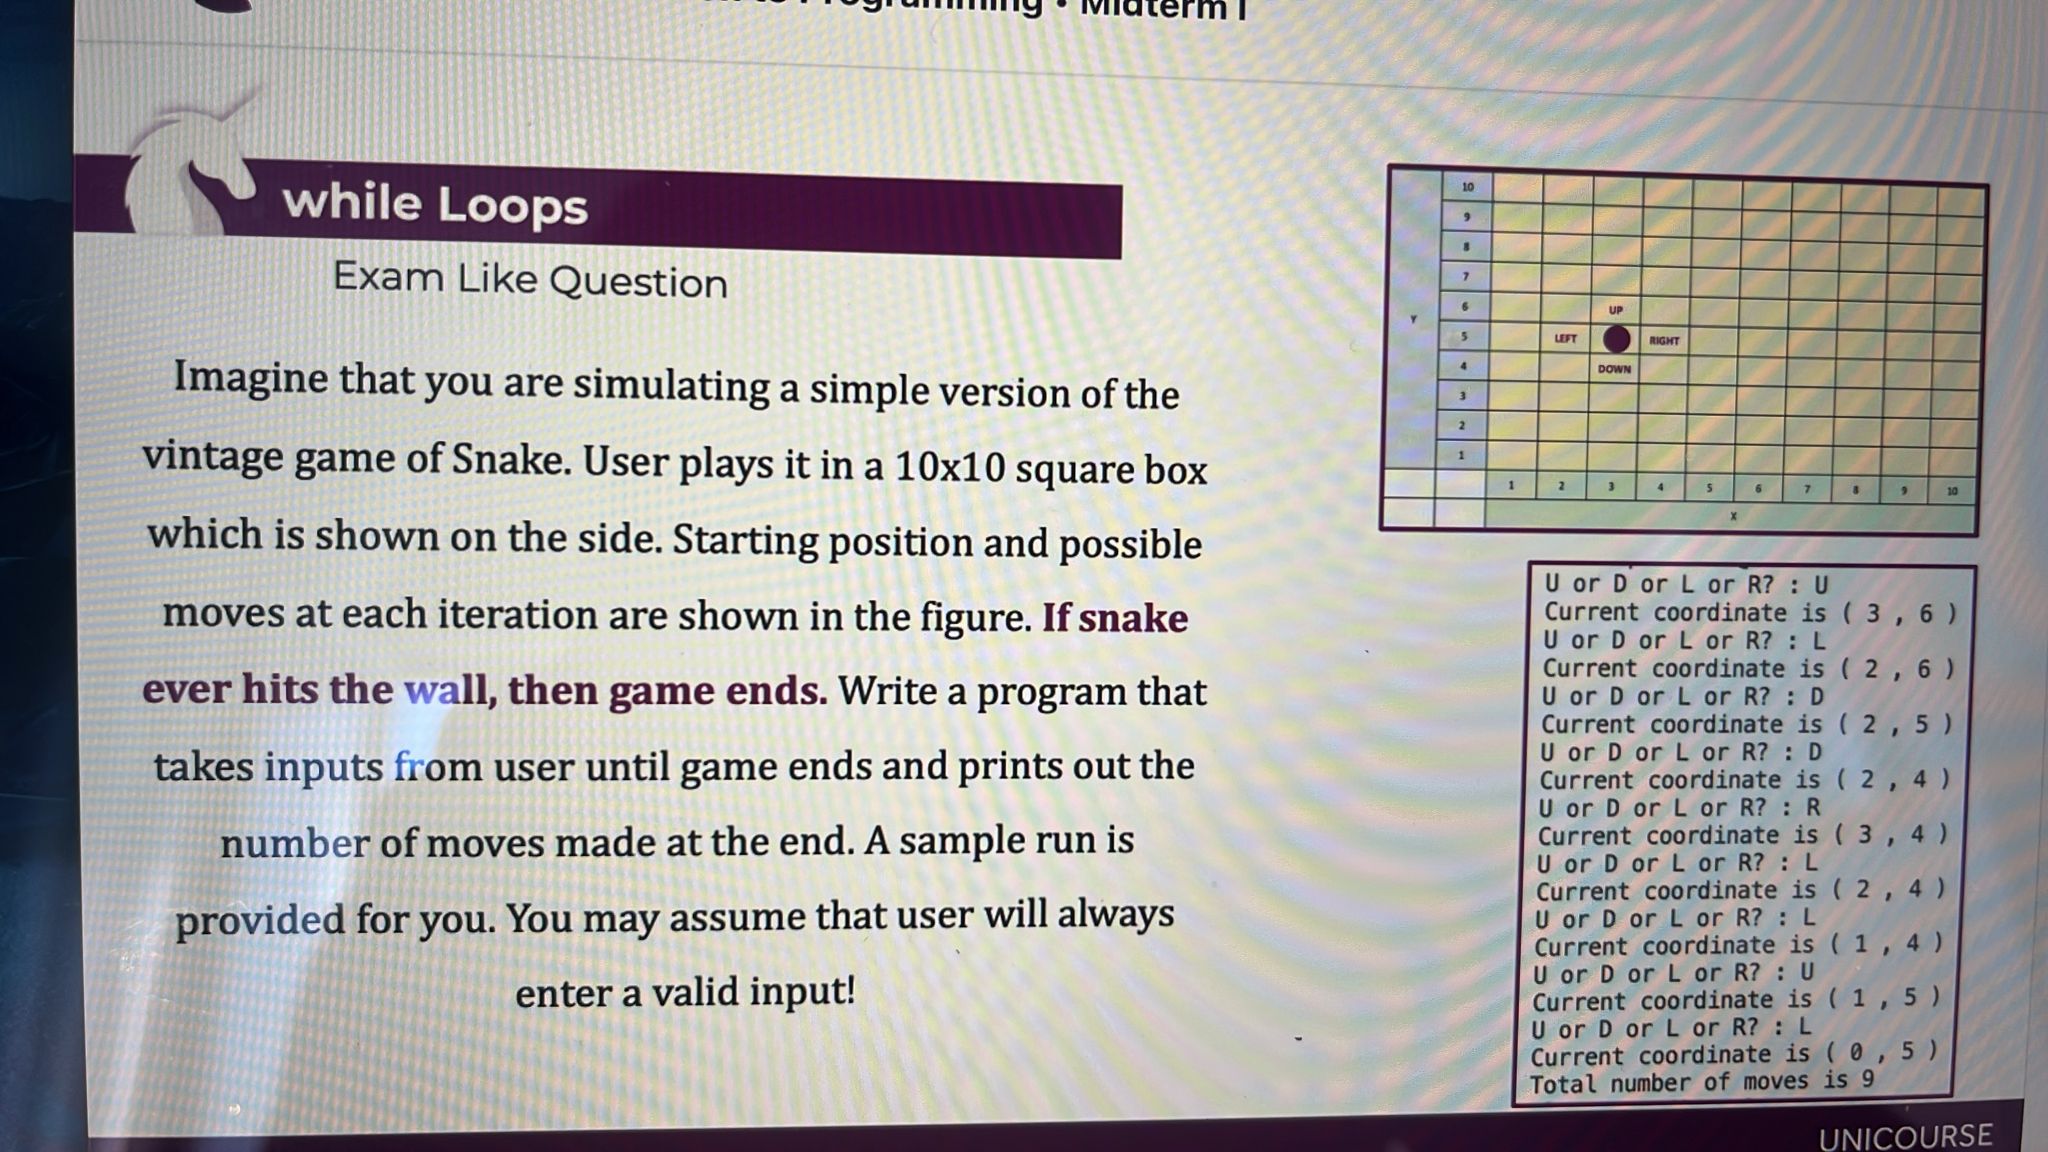 Programming • Midterm I
while Loops
Exam Like Question
Imagine that you are simulating a simple version of the
vintage game of Snake. User plays it in a 10x10 square box
which is shown on the side. Starting position and possible
moves at each iteration are shown in the figure. If snake
ever hits the wall, then game ends. Write a program that
takes inputs from user until game ends and prints out the
number of moves made at the end. A sample run is
provided for you. You may assume that user will always
enter a valid input!
10
9
8
7
6 UP
Y
5 LEFT RIGHT
4 DOWN
3
2
1
1 2 3 4 5 6 7 8 9 10
X
U or D or L or R? : U
Current coordinate is ( 3 , 6 )
U or D or L or R? : L
Current coordinate is ( 2 , 6 )
U or D or L or R? : D
Current coordinate is ( 2 , 5 )
U or D or L or R? : D
Current coordinate is ( 2 , 4 )
U or D or L or R? : R
Current coordinate is ( 3 , 4 )
U or D or L or R? : L
Current coordinate is ( 2 , 4 )
U or D or L or R? : L
Current coordinate is ( 1 , 4 )
U or D or L or R? : U
Current coordinate is ( 1 , 5 )
U or D or L or R? : L
Current coordinate is ( 0 , 5 )
Total number of moves is 9
UNICOURSE